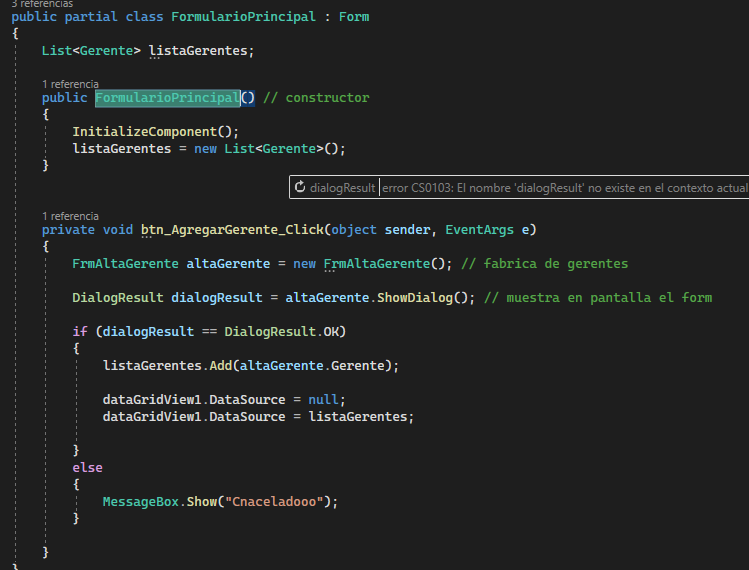 3 referencias
public partial class FormularioPrincipal : Form
{
List<Gerente> listaGerentes;
1 referencia
public FormularioPrincipal() // constructor
{
InitializeComponent();
listaGerentes = new List<Gerente>();
}
dialogResult error CS0103: El nombre 'dialogResult' no existe en el contexto actual
1 referencia
private void btn_AgregarGerente_Click(object sender, EventArgs e)
{
FrmAltaGerente altaGerente = new FrmAltaGerente(); // fabrica de gerentes
DialogResult dialogResult = altaGerente.ShowDialog(); // muestra en pantalla el form
if (dialogResult == DialogResult.OK)
{
listaGerentes.Add(altaGerente.Gerente);
dataGridView1.DataSource = null;
dataGridView1.DataSource = listaGerentes;
}
else
{
MessageBox.Show("Cnaceladooo");
}
}
}